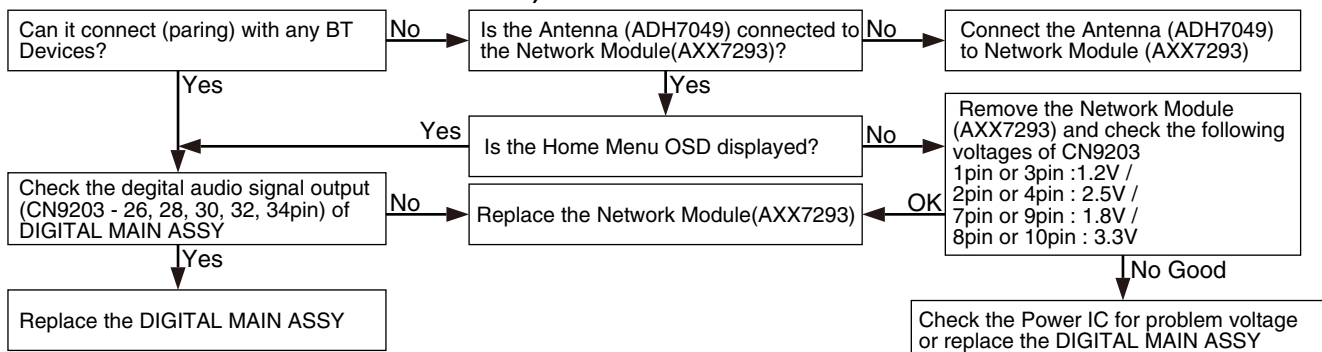 Can it connect (paring) with any BT
Devices?
No
Is the Antenna (ADH7049) connected to
the Network Module(AXX7293)?
No
Connect the Antenna (ADH7049)
to Network Module (AXX7293)
Yes
Yes
Yes
Is the Home Menu OSD displayed?
No
Remove the Network Module
(AXX7293) and check the following
voltages of CN9203
1pin or 3pin :1.2V /
2pin or 4pin : 2.5V /
7pin or 9pin : 1.8V /
8pin or 10pin : 3.3V
Check the degital audio signal output
(CN9203 - 26, 28, 30, 32, 34pin) of
DIGITAL MAIN ASSY
No
Replace the Network Module(AXX7293)
OK
Yes
No Good
Replace the DIGITAL MAIN ASSY
Check the Power IC for problem voltage
or replace the DIGITAL MAIN ASSY